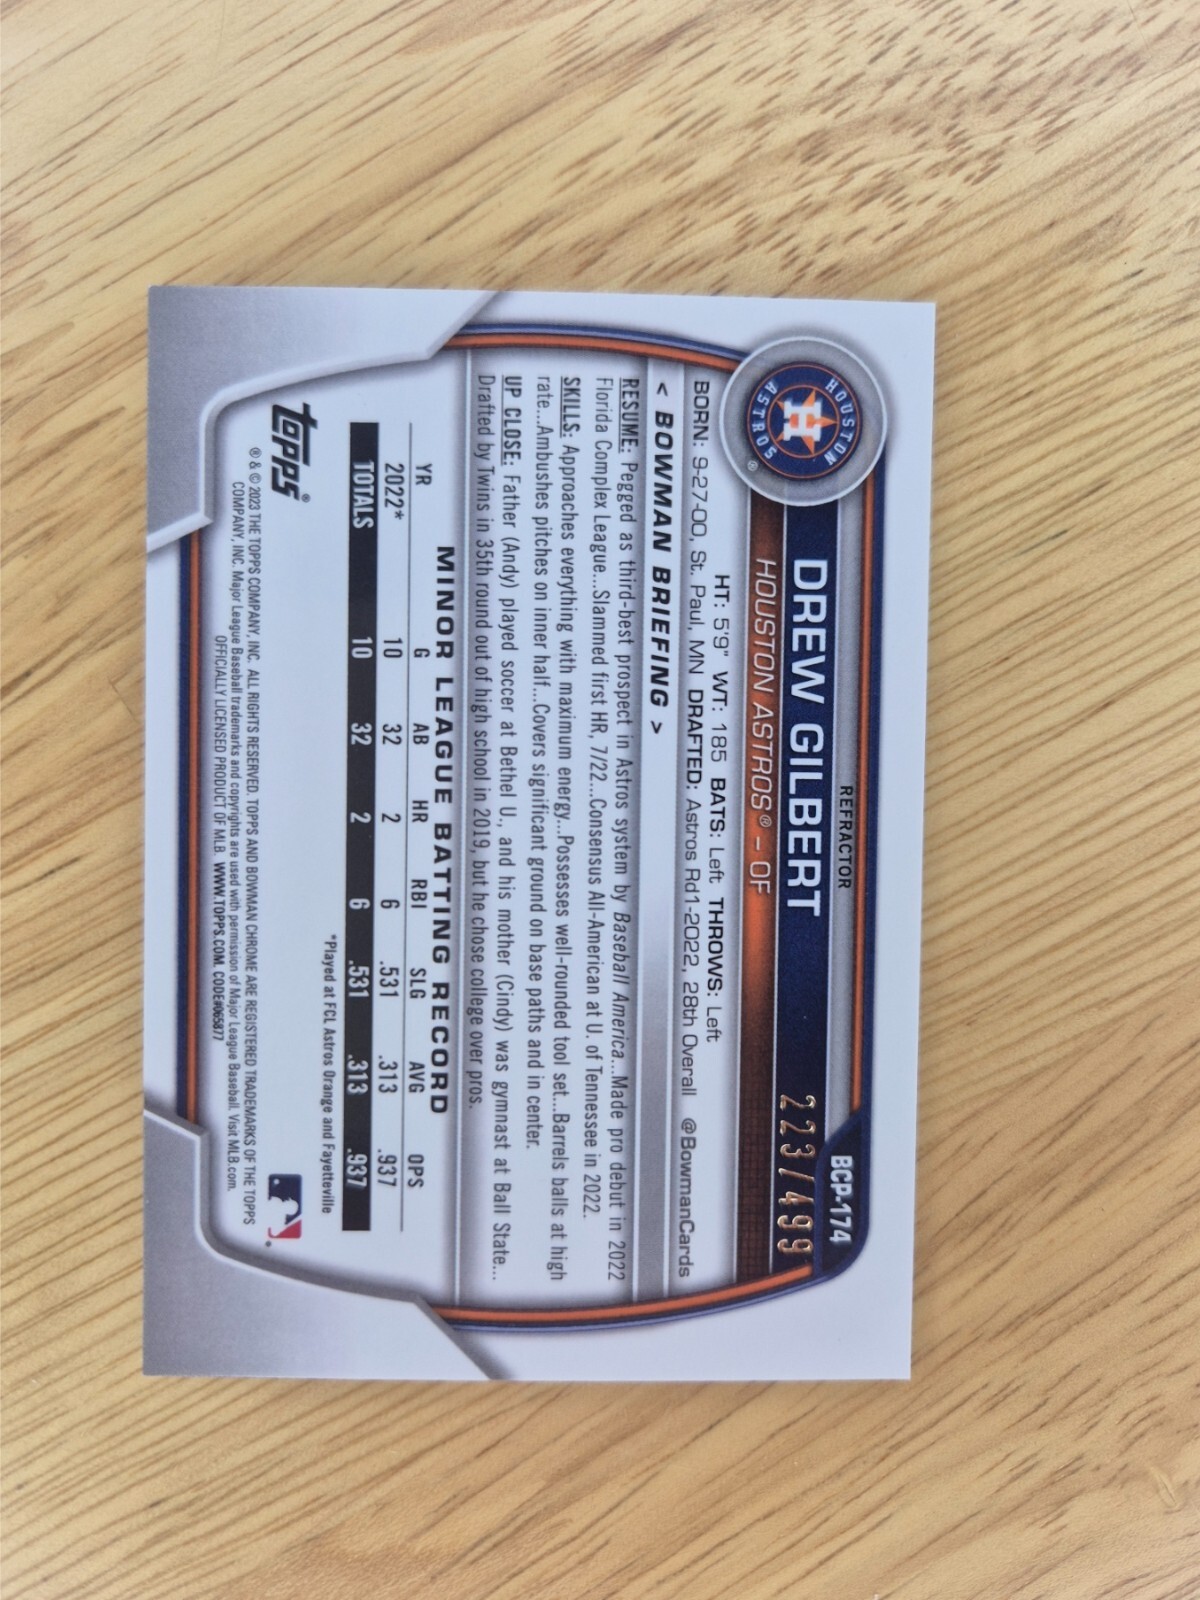 REFRACTOR
BCP-174
HOUSTON
ASTROS®
DREW GILBERT
223/499
HOUSTON ASTROS® - OF
HT: 5'9" WT: 185 BATS: Left THROWS: Left
BORN: 9-27-00, St. Paul, MN DRAFTED: Astros Rd1-2022, 28th Overall @BowmanCards
< BOWMAN BRIEFING >
RESUME: Pegged as third-best prospect in Astros system by Baseball America...Made pro debut in 2022
Florida Complex League...Slammed first HR, 7/22...Consensus All-American at U. of Tennessee in 2022.
SKILLS: Approaches everything with maximum energy...Possesses well-rounded tool set...Barrels balls at high
rate...Ambushes pitches on inner half...Covers significant ground on base paths and in center.
UP CLOSE: Father (Andy) played soccer at Bethel U., and his mother (Cindy) was gymnast at Ball State...
Drafted by Twins in 35th round out of high school in 2019, but he chose college over pros.
MINOR LEAGUE BATTING RECORD
YR G AB HR RBI SLG AVG OPS
2022* 10 32 2 6 .531 .313 .937
TOTALS 10 32 2 6 .531 .313 .937
*Played at FCL Astros Orange and Fayetteville
topps®
® & © 2023 THE TOPPS COMPANY, INC. ALL RIGHTS RESERVED. TOPPS AND BOWMAN CHROME ARE REGISTERED TRADEMARKS OF THE TOPPS
COMPANY, INC. Major League Baseball trademarks and copyrights are used with permission of Major League Baseball. Visit MLB.com.
OFFICIALLY LICENSED PRODUCT OF MLB. WWW.TOPPS.COM. CODE#065877